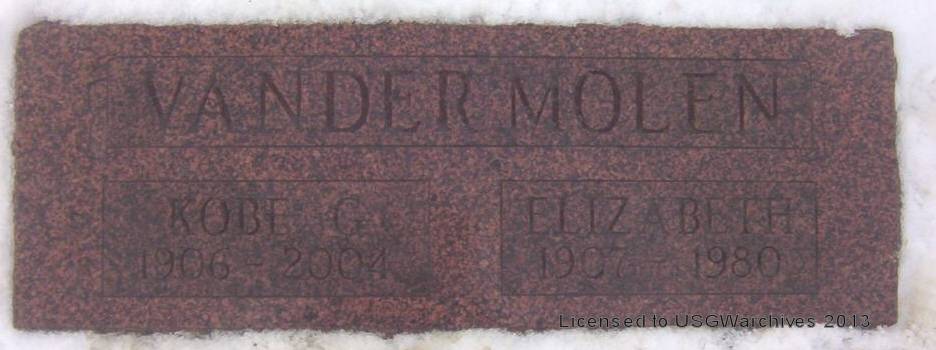 VANDER MOLEN
KOBE G.
1906 - 2004
ELIZABETH
1907 - 1980
Licensed to USGWarchives 2013